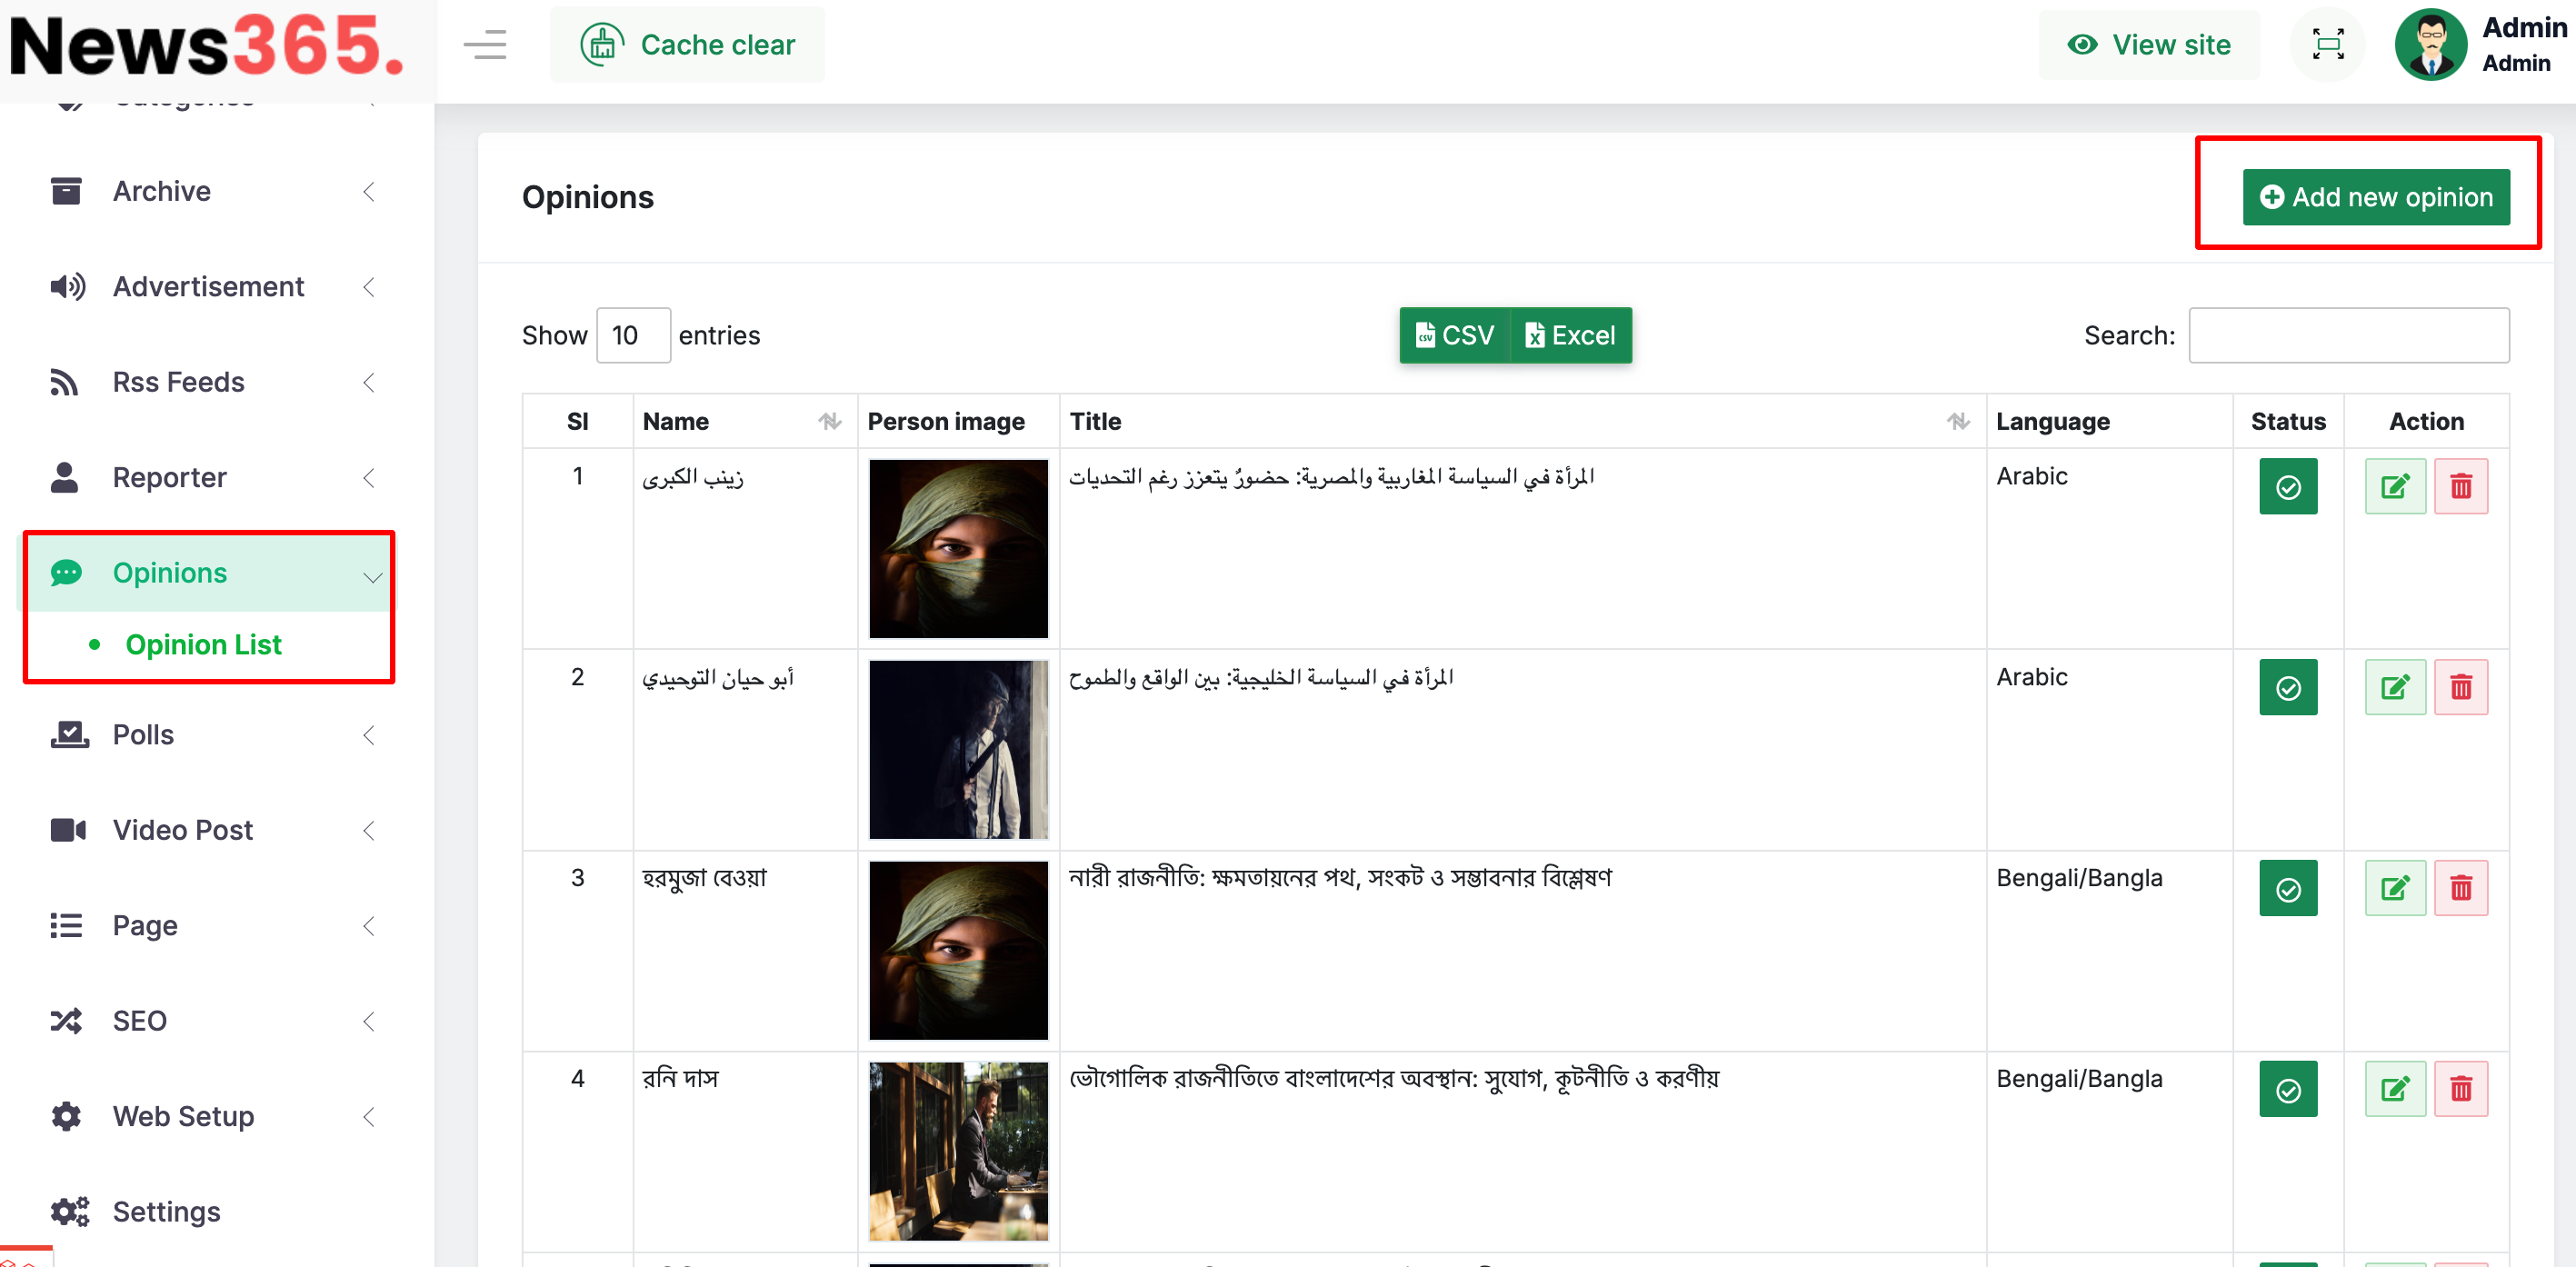 News365.
Cache clear
View site
Admin
Admin
Categories
Archive
Advertisement
Rss Feeds
Reporter
Opinions
Opinion List
Polls
Video Post
Page
SEO
Web Setup
Settings
Opinions
Add new opinion
Show 10 entries
CSV Excel
Search:
Sl Name Person image Title Language Status Action
1 زينب الكبرى المرأة في السياسة المغاربية والمصرية: حضورٌ يتعزز رغم التحديات Arabic
2 أبو حيان التوحيدي المرأة في السياسة الخليجية: بين الواقع والطموح Arabic
3 হরমুজা বেওয়া নারী রাজনীতি: ক্ষমতায়নের পথ, সংকট ও সম্ভাবনার বিশ্লেষণ Bengali/Bangla
4 রনি দাস ভৌগোলিক রাজনীতিতে বাংলাদেশের অবস্থান: সুযোগ, কূটনীতি ও করণীয় Bengali/Bangla